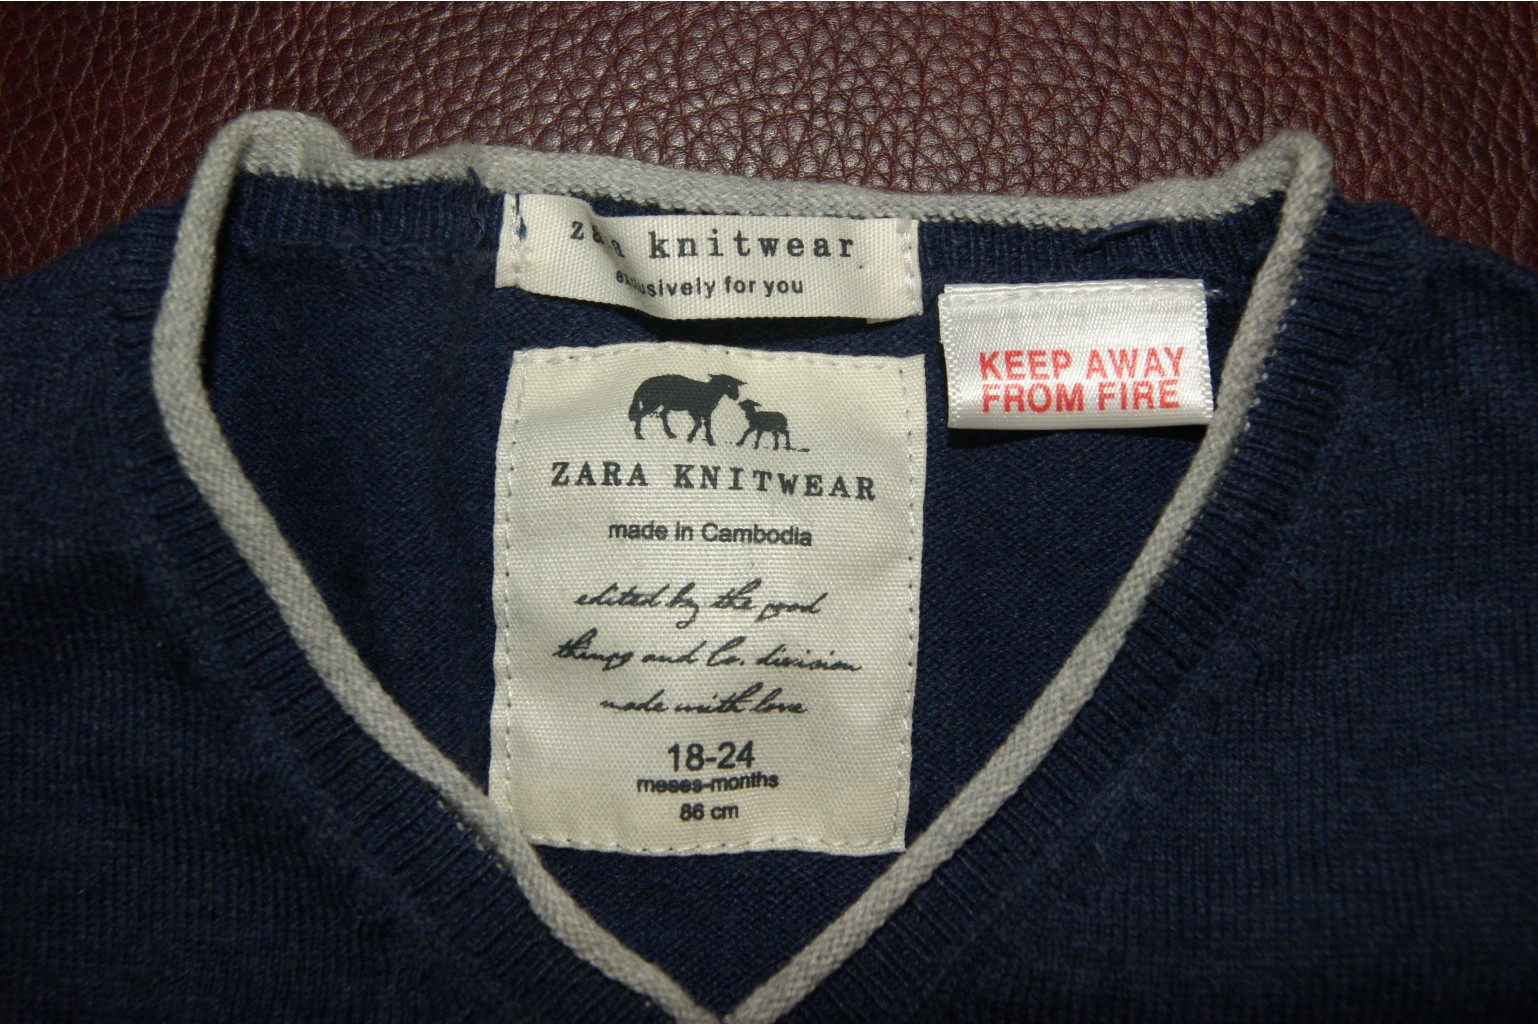 zara knitwear
exclusively for you
KEEP AWAY
FROM FIRE
ZARA KNITWEAR
made in Cambodia
edited by the good
things and Co. division
made with love
18-24
meses-months
86 cm